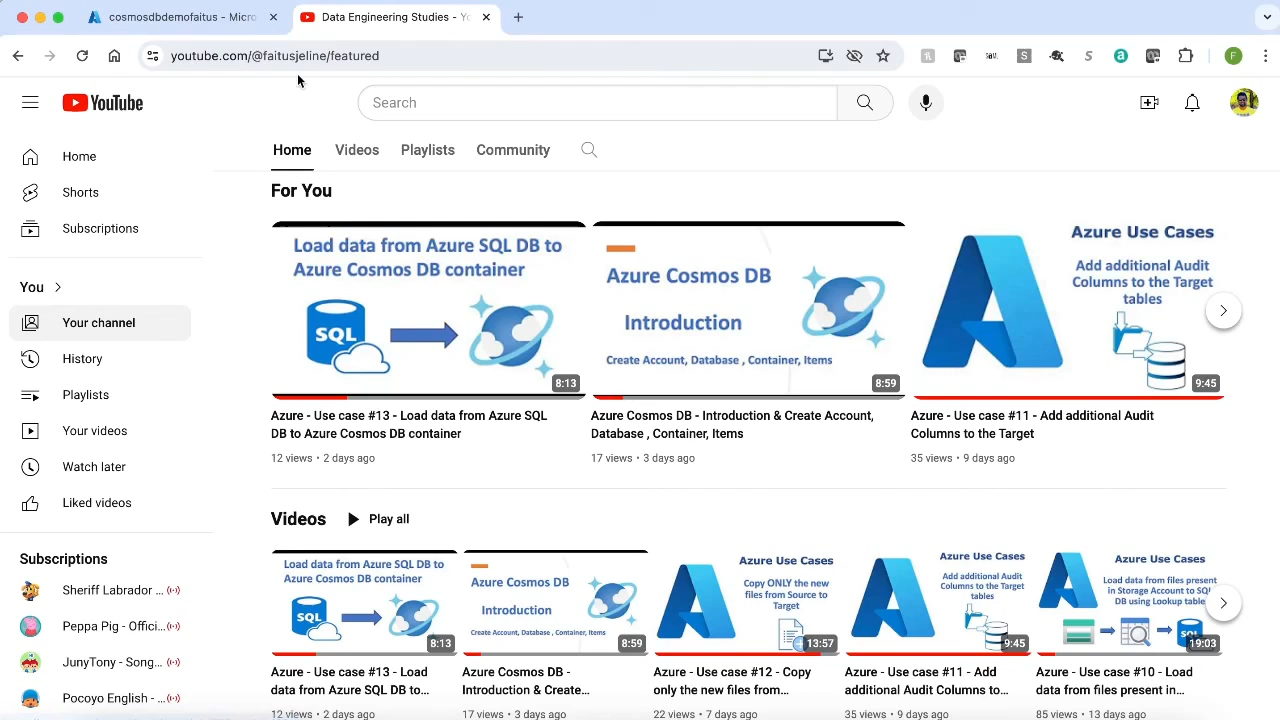 cosmosdbdemofaitus - Micro
Data Engineering Studies - Yo
youtube.com/@faitusjeline/featured
F
YouTube
Search
Home
Videos
Playlists
Community
Home
Shorts
Subscriptions
You
Your channel
History
Playlists
Your videos
Watch later
Liked videos
Subscriptions
Sheriff Labrador ...
Peppa Pig - Offici...
JunyTony - Song...
Pocoyo English - ...
For You
Load data from Azure SQL DB to
Azure Cosmos DB container
SQL
8:13
Azure - Use case #13 - Load data from Azure SQL
DB to Azure Cosmos DB container
12 views • 2 days ago
Azure Cosmos DB
Introduction
Create Account, Database , Container, Items
8:59
Azure Cosmos DB - Introduction & Create Account,
Database , Container, Items
17 views • 3 days ago
Azure Use Cases
Add additional Audit
Columns to the Target
tables
9:45
Azure - Use case #11 - Add additional Audit
Columns to the Target
35 views • 9 days ago
Videos
Play all
Load data from Azure SQL DB to
Azure Cosmos DB container
SQL
8:13
Azure - Use case #13 - Load
data from Azure SQL DB to...
12 views • 2 days ago
Azure Cosmos DB
Introduction
Create Account, Database , Container, Items
8:59
Azure Cosmos DB -
Introduction & Create...
17 views • 3 days ago
Azure Use Cases
Copy ONLY the new
files from Source to
Target
13:57
Azure - Use case #12 - Copy
only the new files from...
22 views • 7 days ago
Azure Use Cases
Add additional Audit
Columns to the Target
tables
9:45
Azure - Use case #11 - Add
additional Audit Columns to...
35 views • 9 days ago
Azure Use Cases
Load data from files present
in Storage Account to SQL
DB using Lookup table
SQL
19:03
Azure - Use case #10 - Load
data from files present in...
85 views • 13 days ago